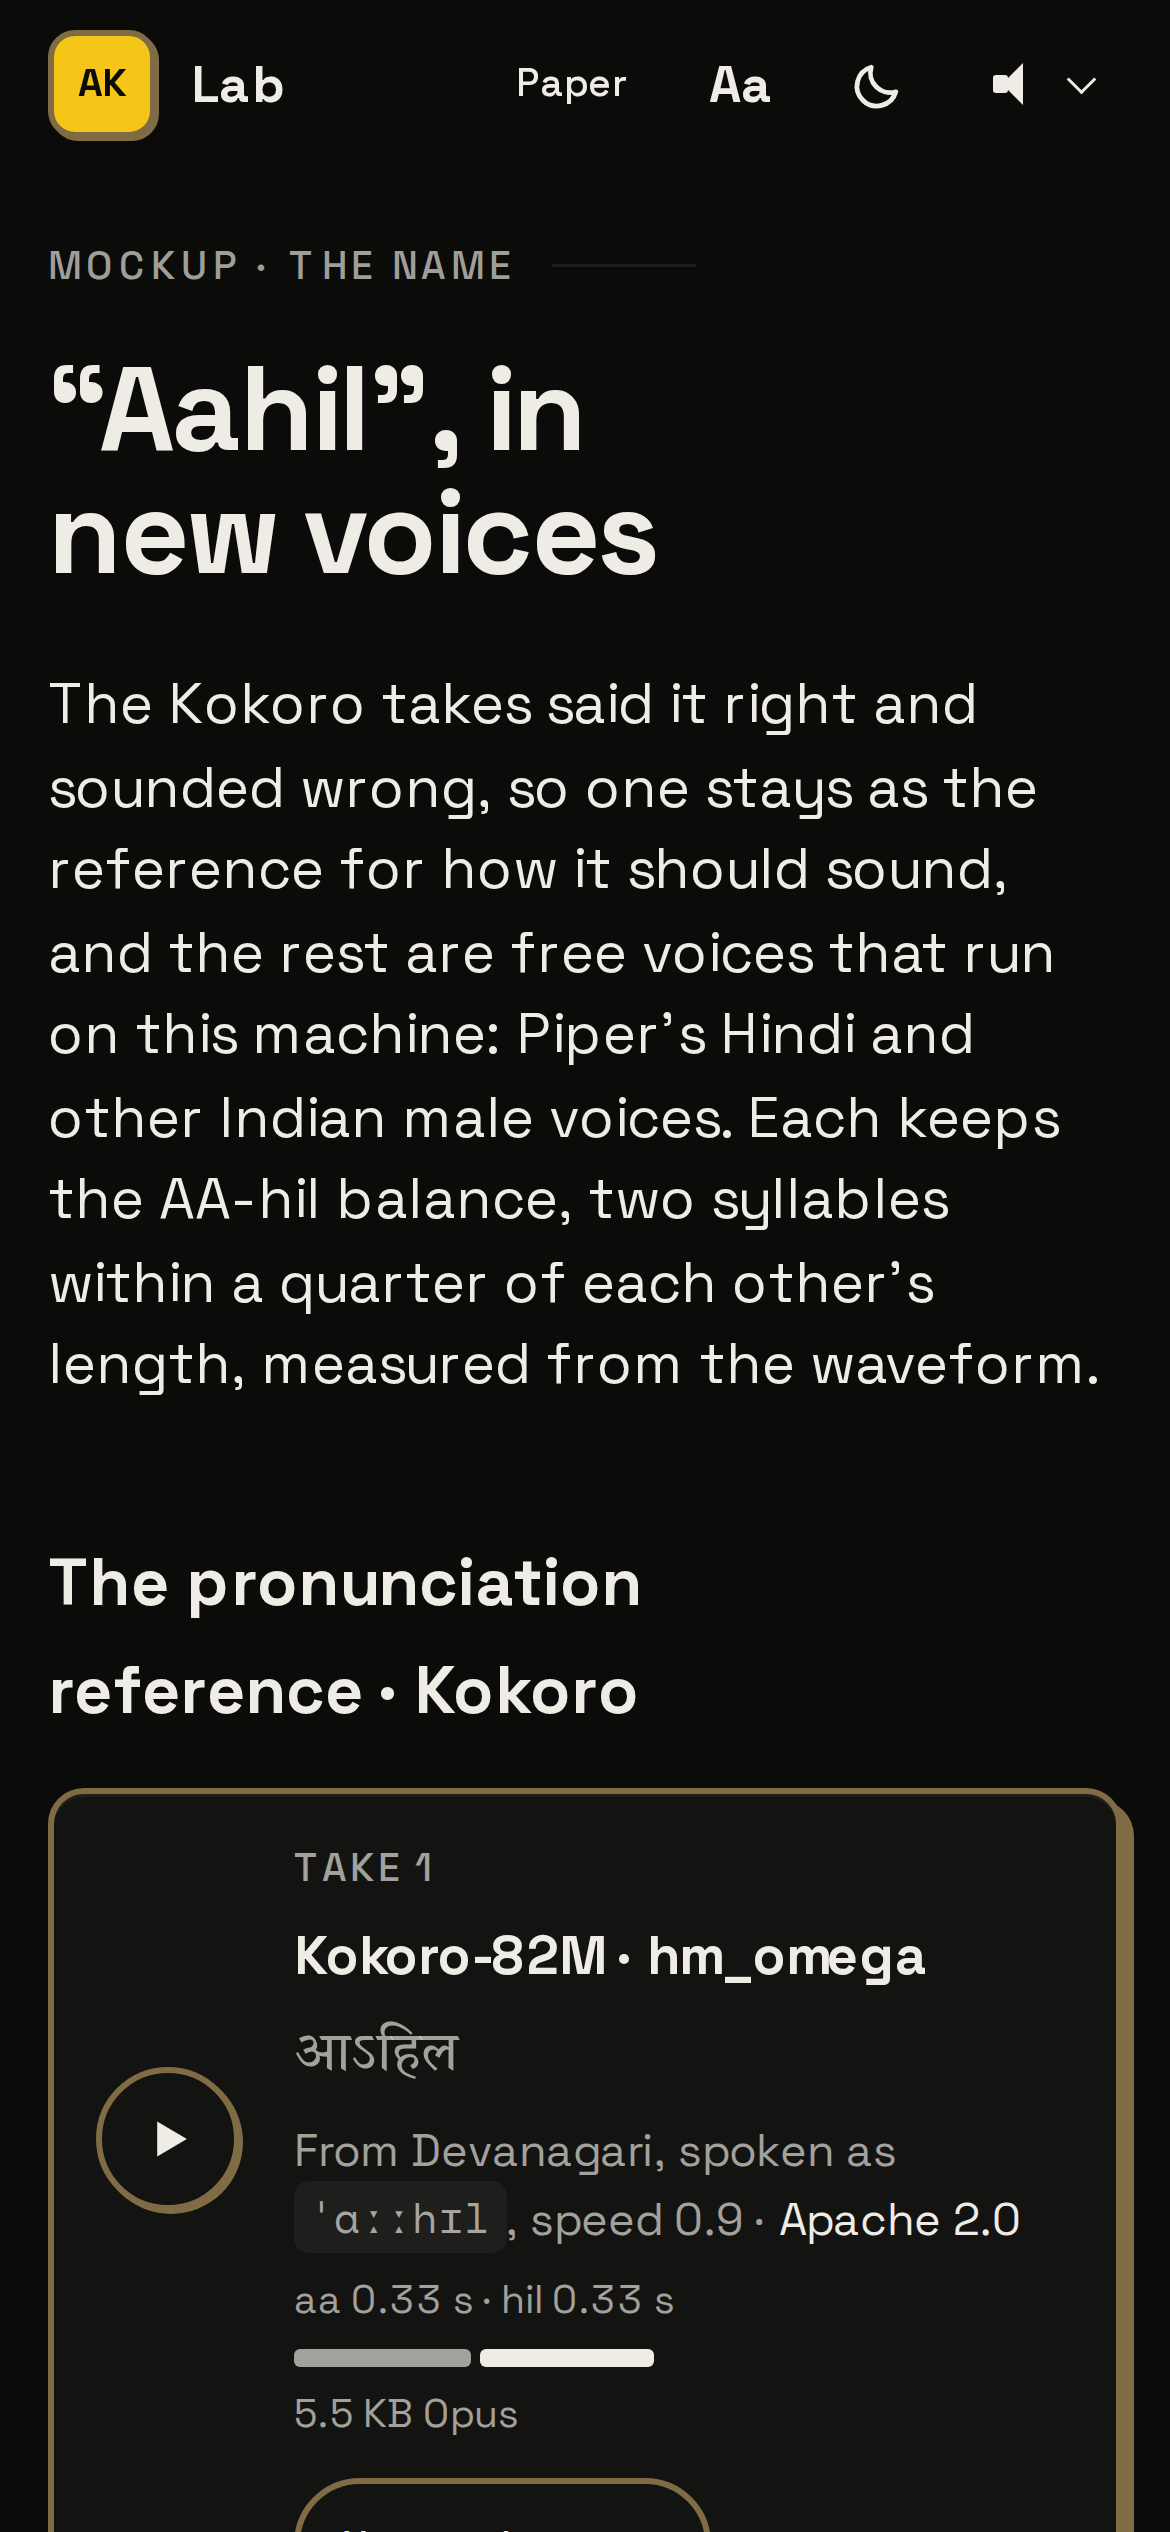 AK
Lab
Paper
Aa
MOCKUP · THE NAME
“Aahil”, in
new voices
The Kokoro takes said it right and
sounded wrong, so one stays as the
reference for how it should sound,
and the rest are free voices that run
on this machine: Piper’s Hindi and
other Indian male voices. Each keeps
the AA-hil balance, two syllables
within a quarter of each other’s
length, measured from the waveform.
The pronunciation
reference · Kokoro
TAKE 1
Kokoro-82M · hm_omega
आऽहिल
From Devanagari, spoken as
ˈɑːːhɪl, speed 0.9 · Apache 2.0
aa 0.33 s · hil 0.33 s
5.5 KB Opus